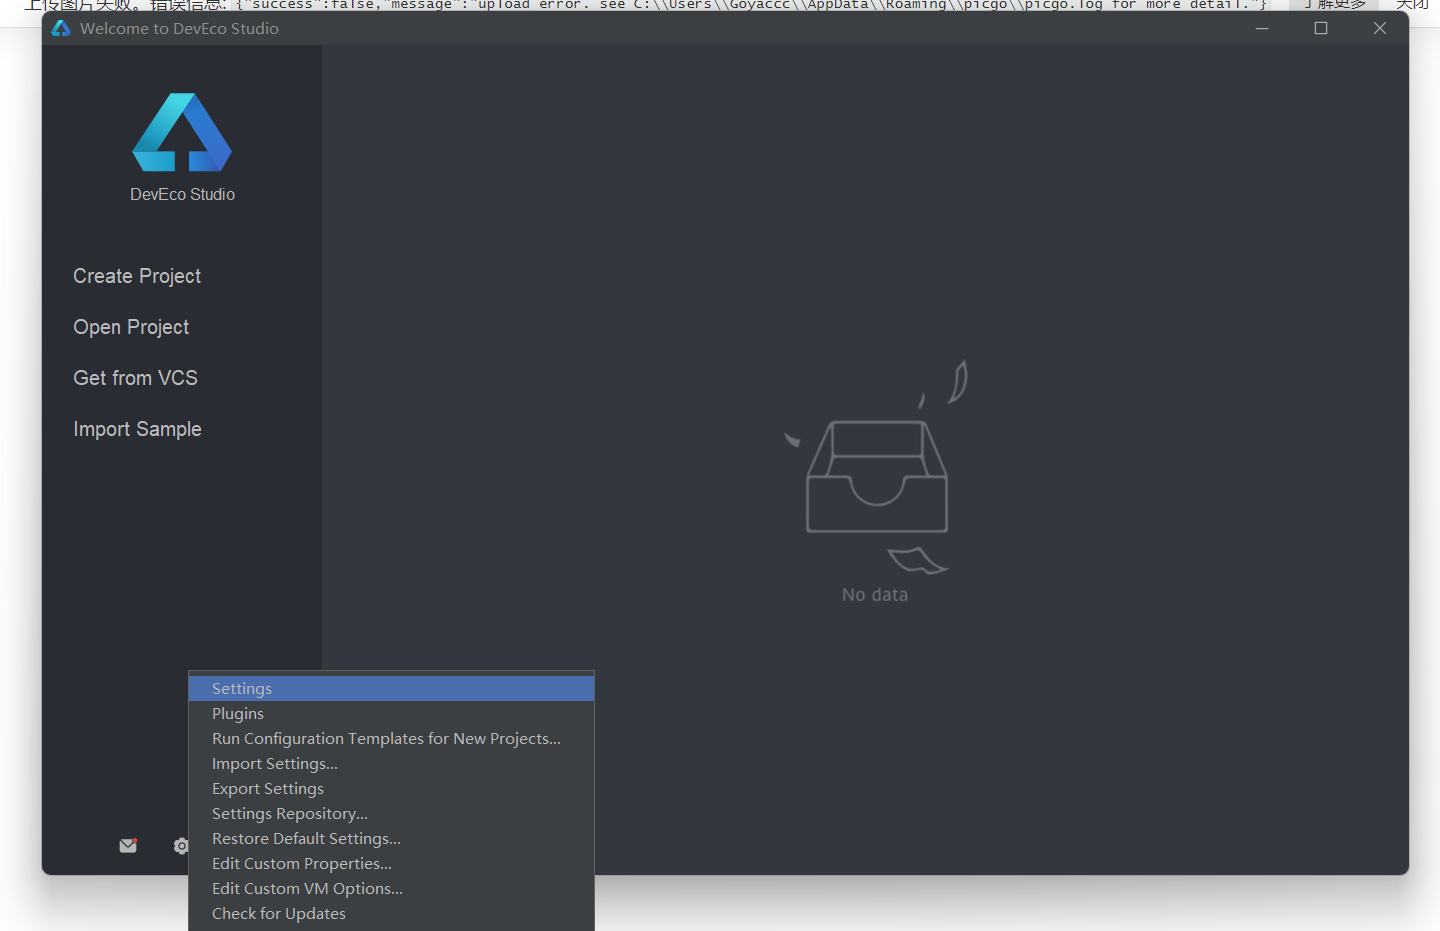 上传图片失败。错误信息: {"success":false,"message":"upload error. see C:\\Users\\Goyaccc\\AppData\\Roaming\\picgo\\picgo.log for more detail."} 了解更多 关闭
Welcome to DevEco Studio
DevEco Studio
Create Project
Open Project
Get from VCS
Import Sample
No data
Settings
Plugins
Run Configuration Templates for New Projects...
Import Settings...
Export Settings
Settings Repository...
Restore Default Settings...
Edit Custom Properties...
Edit Custom VM Options...
Check for Updates